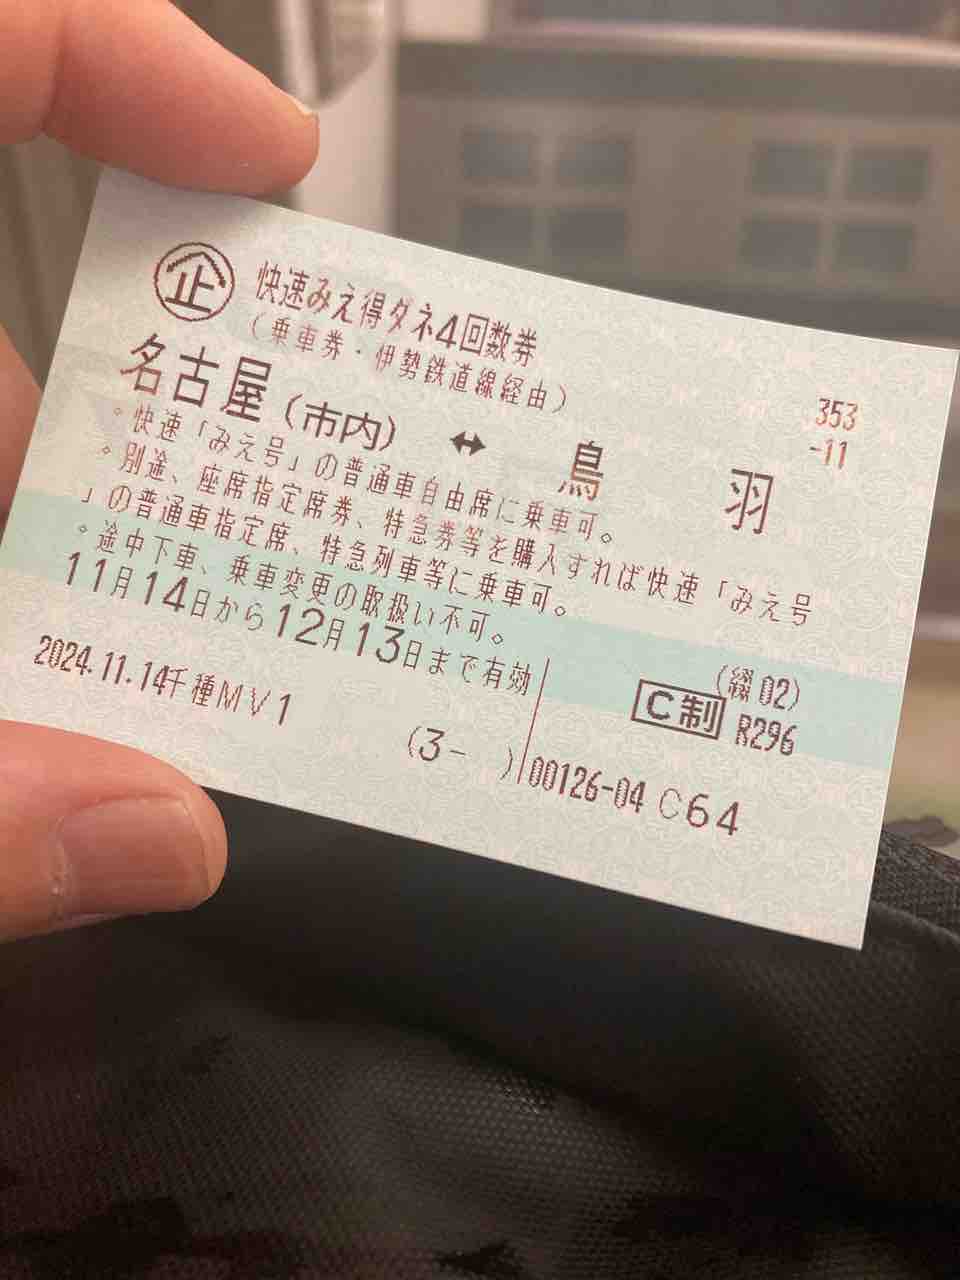 企 快速みえ得ダネ4回数券
(乗車券・伊勢鉄道線経由)
353
-11
名古屋(市内) ↔ 鳥 羽
。快速「みえ号」の普通車自由席に乗車可。
。別途、座席指定席券、特急券等を購入すれば快速「みえ号
」の普通車指定席、特急列車等に乗車可。
。途中下車、乗車変更の取扱い不可。
11月14日から12月13日まで有効
(綴02)
2024.11.14千種MV1
C制 R296
(3- )
00126-04 C64